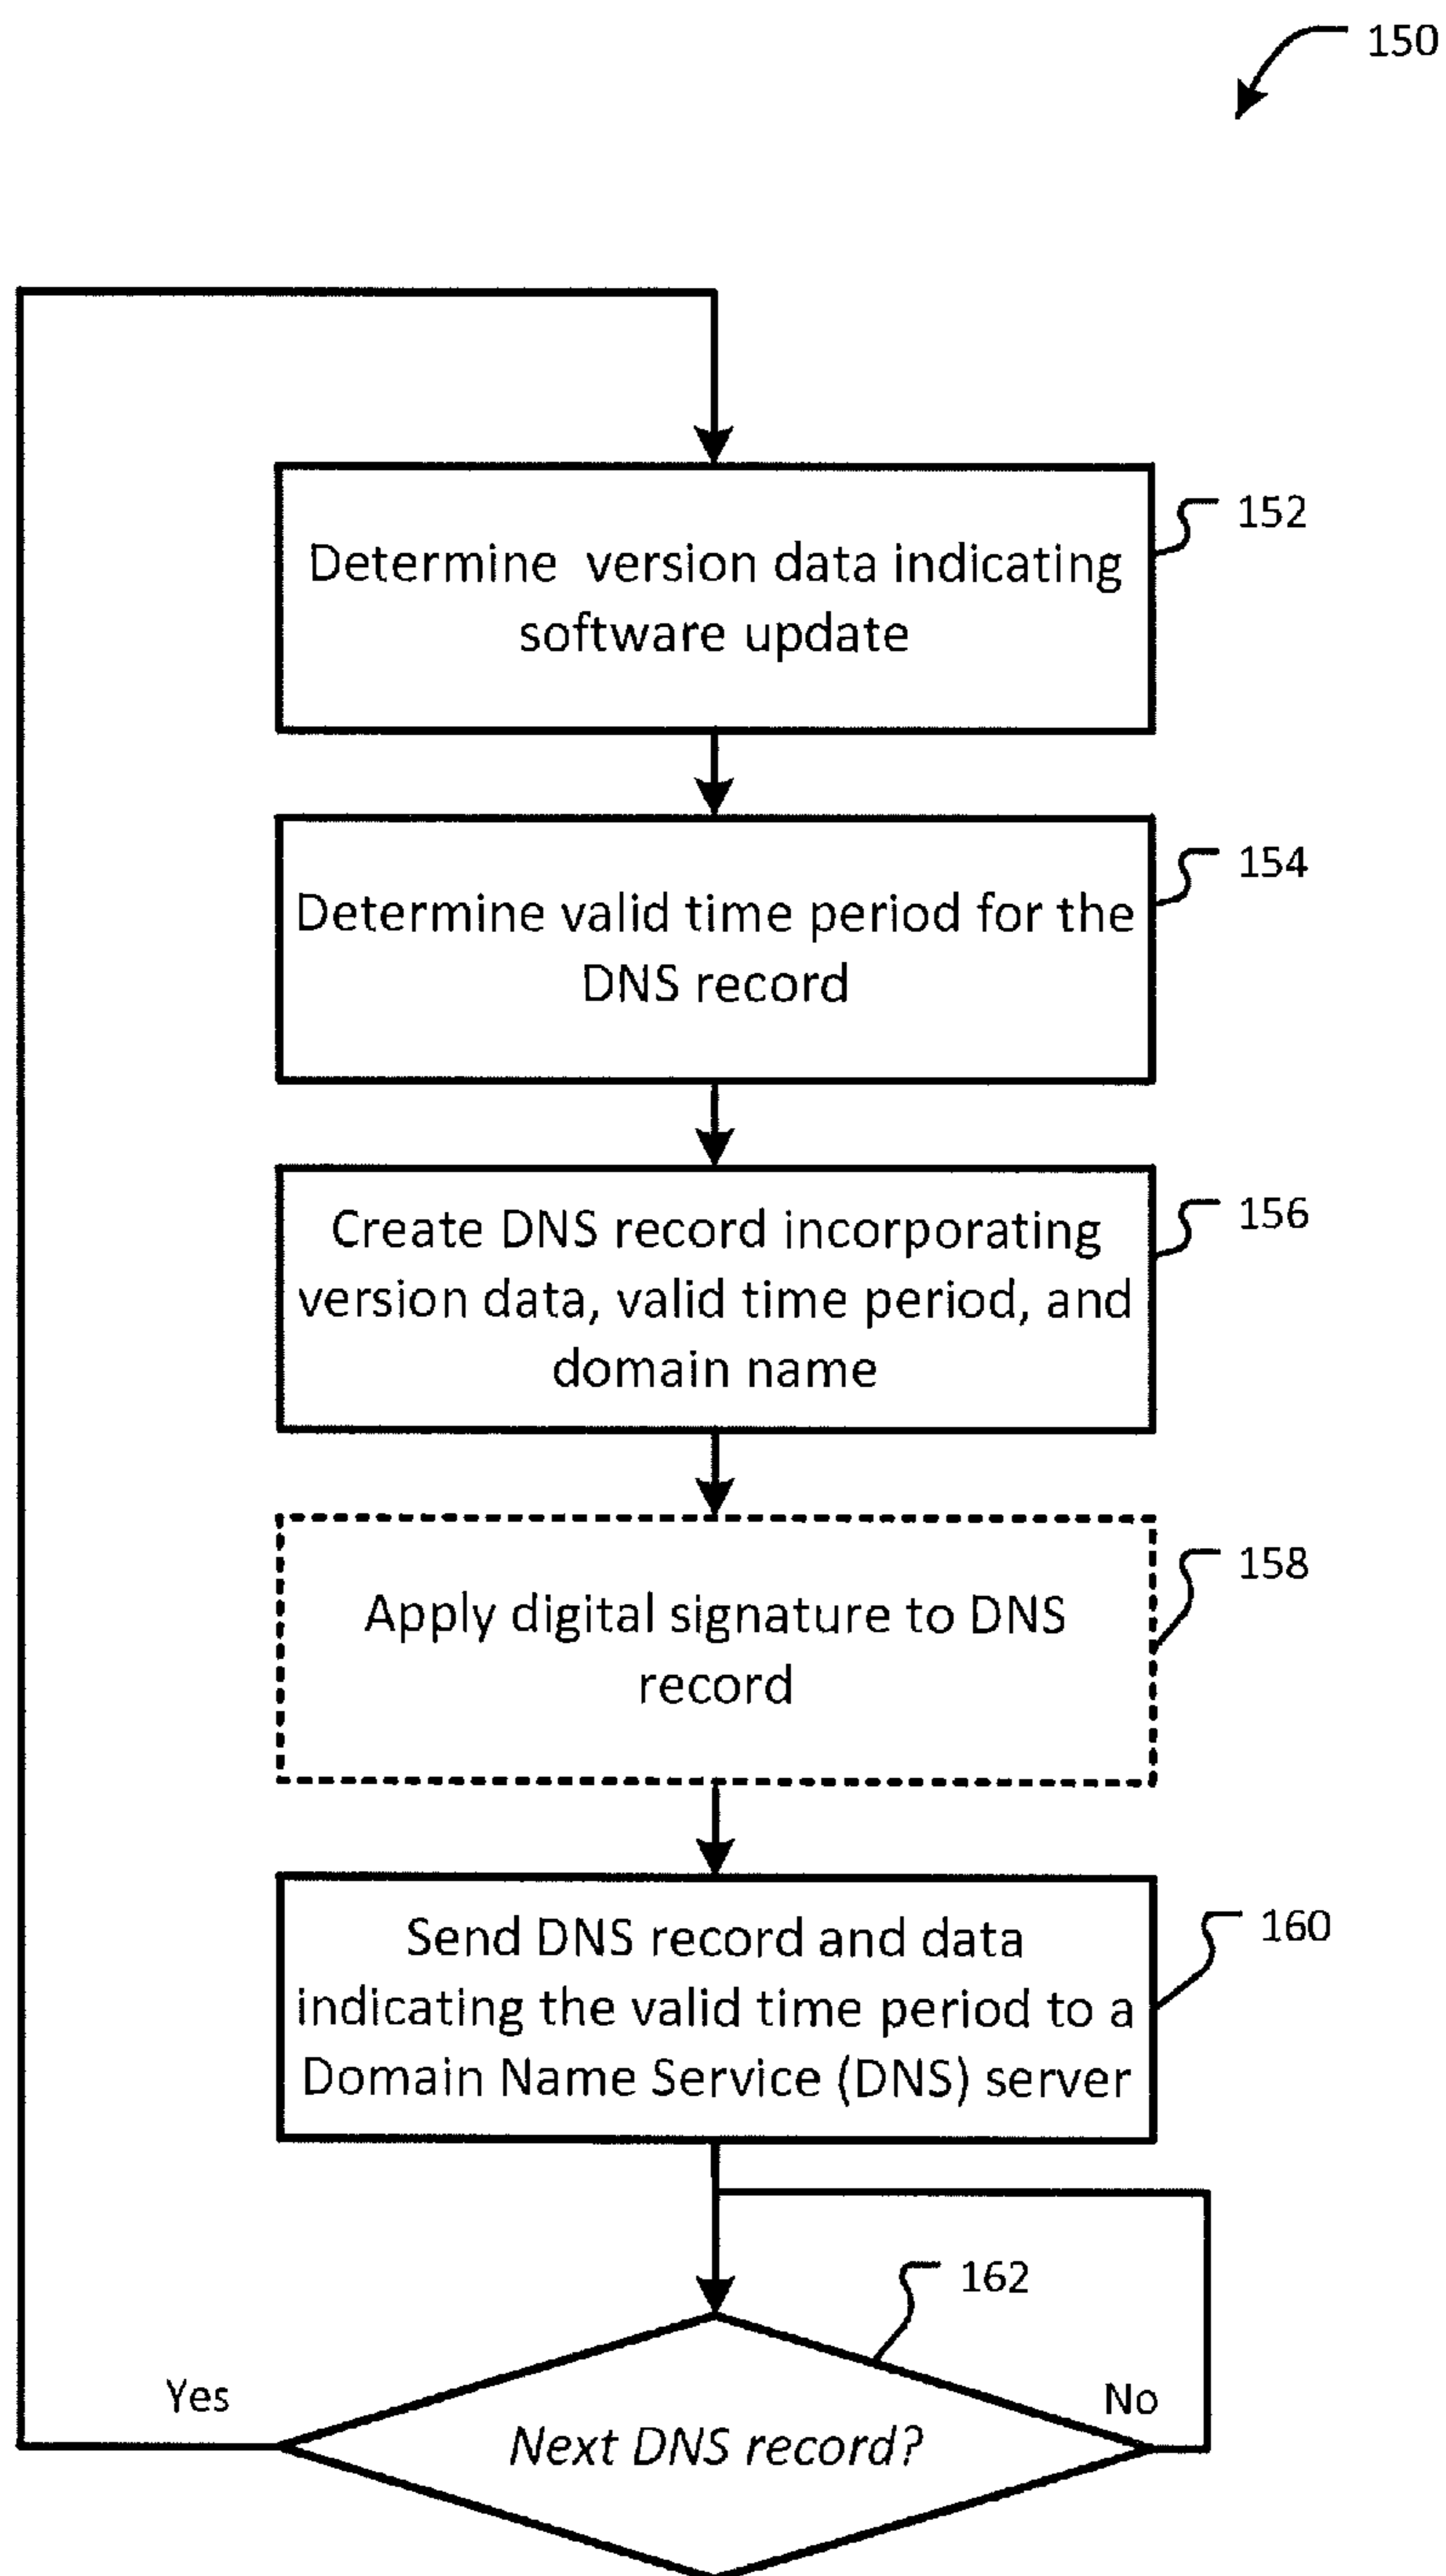 150
Determine version data indicating
software update
152
Determine valid time period for the
DNS record
154
Create DNS record incorporating
version data, valid time period, and
domain name
156
Apply digital signature to DNS
record
158
Send DNS record and data
indicating the valid time period to a
Domain Name Service (DNS) server
160
162
Yes
Next DNS record?
No